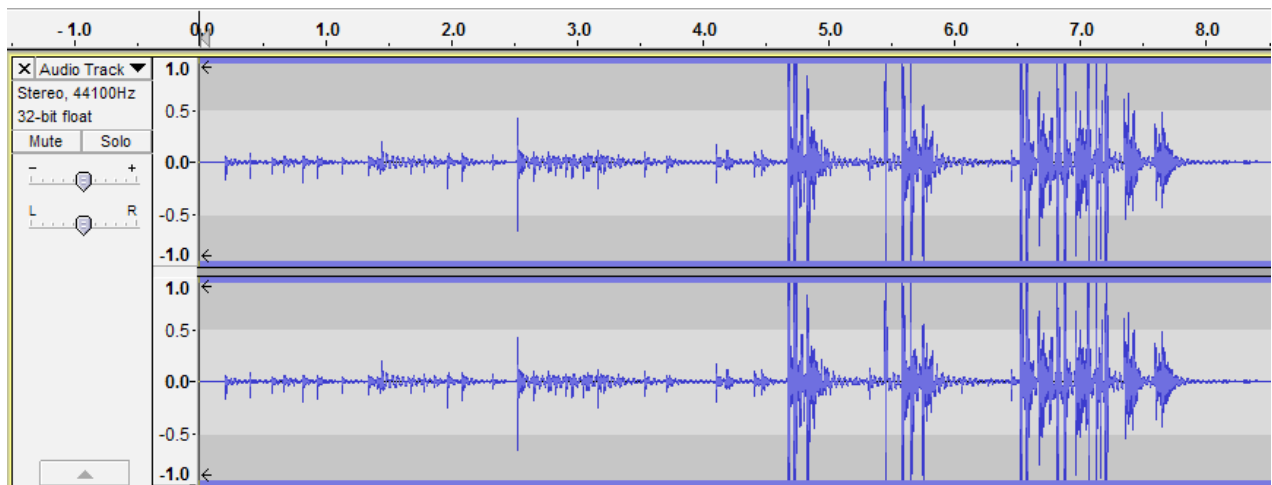 - 1.0 0.0 1.0 2.0 3.0 4.0 5.0 6.0 7.0 8.0
X Audio Track ▼ 1.0
Stereo, 44100Hz
32-bit float 0.5-
Mute Solo
- + 0.0-
L R -0.5-
-1.0
1.0
0.5-
0.0-
-0.5-
-1.0